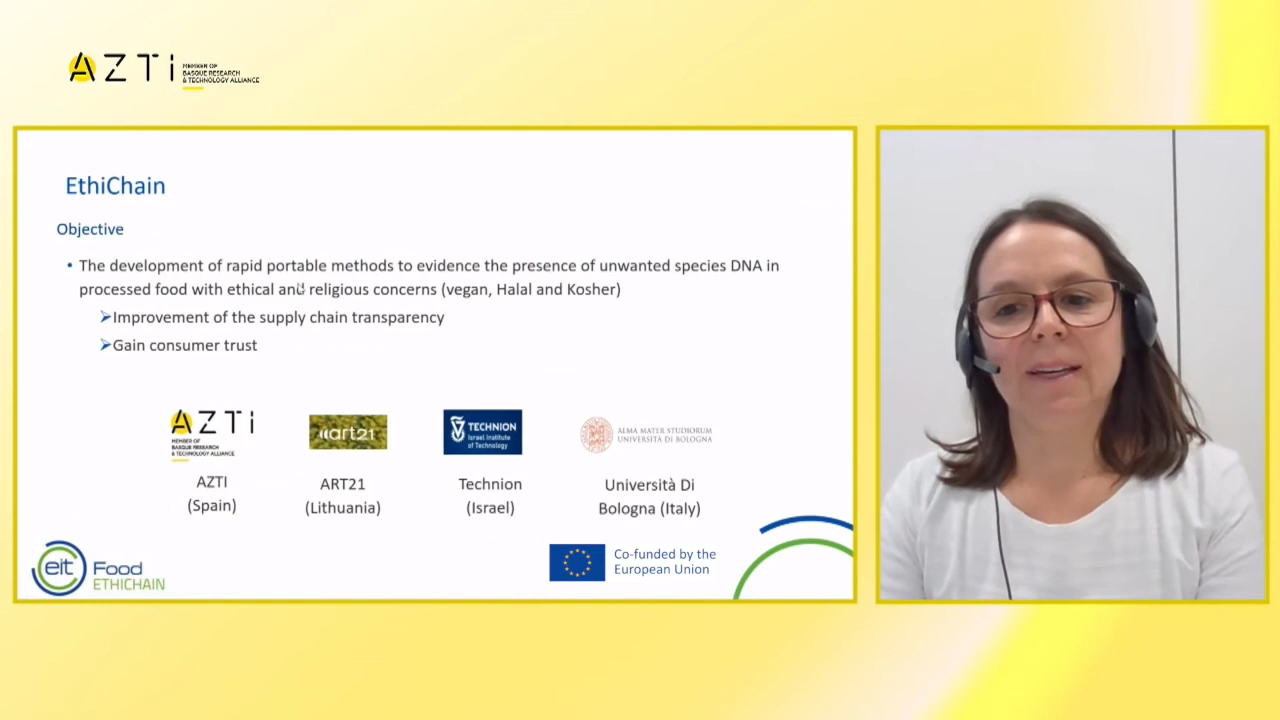 AZTi
MEMBER OF
BASQUE RESEARCH
& TECHNOLOGY ALLIANCE
EthiChain
Objective
• The development of rapid portable methods to evidence the presence of unwanted species DNA in
processed food with ethical and religious concerns (vegan, Halal and Kosher)
➢Improvement of the supply chain transparency
➢Gain consumer trust
AZTi
MEMBER OF
BASQUE RESEARCH
& TECHNOLOGY ALLIANCE
art21
TECHNION
Israel Institute
of Technology
ALMA MATER STUDIORUM
UNIVERSITÀ DI BOLOGNA
AZTI
(Spain)
ART21
(Lithuania)
Technion
(Israel)
Università Di
Bologna (Italy)
eit Food
ETHICHAIN
Co-funded by the
European Union